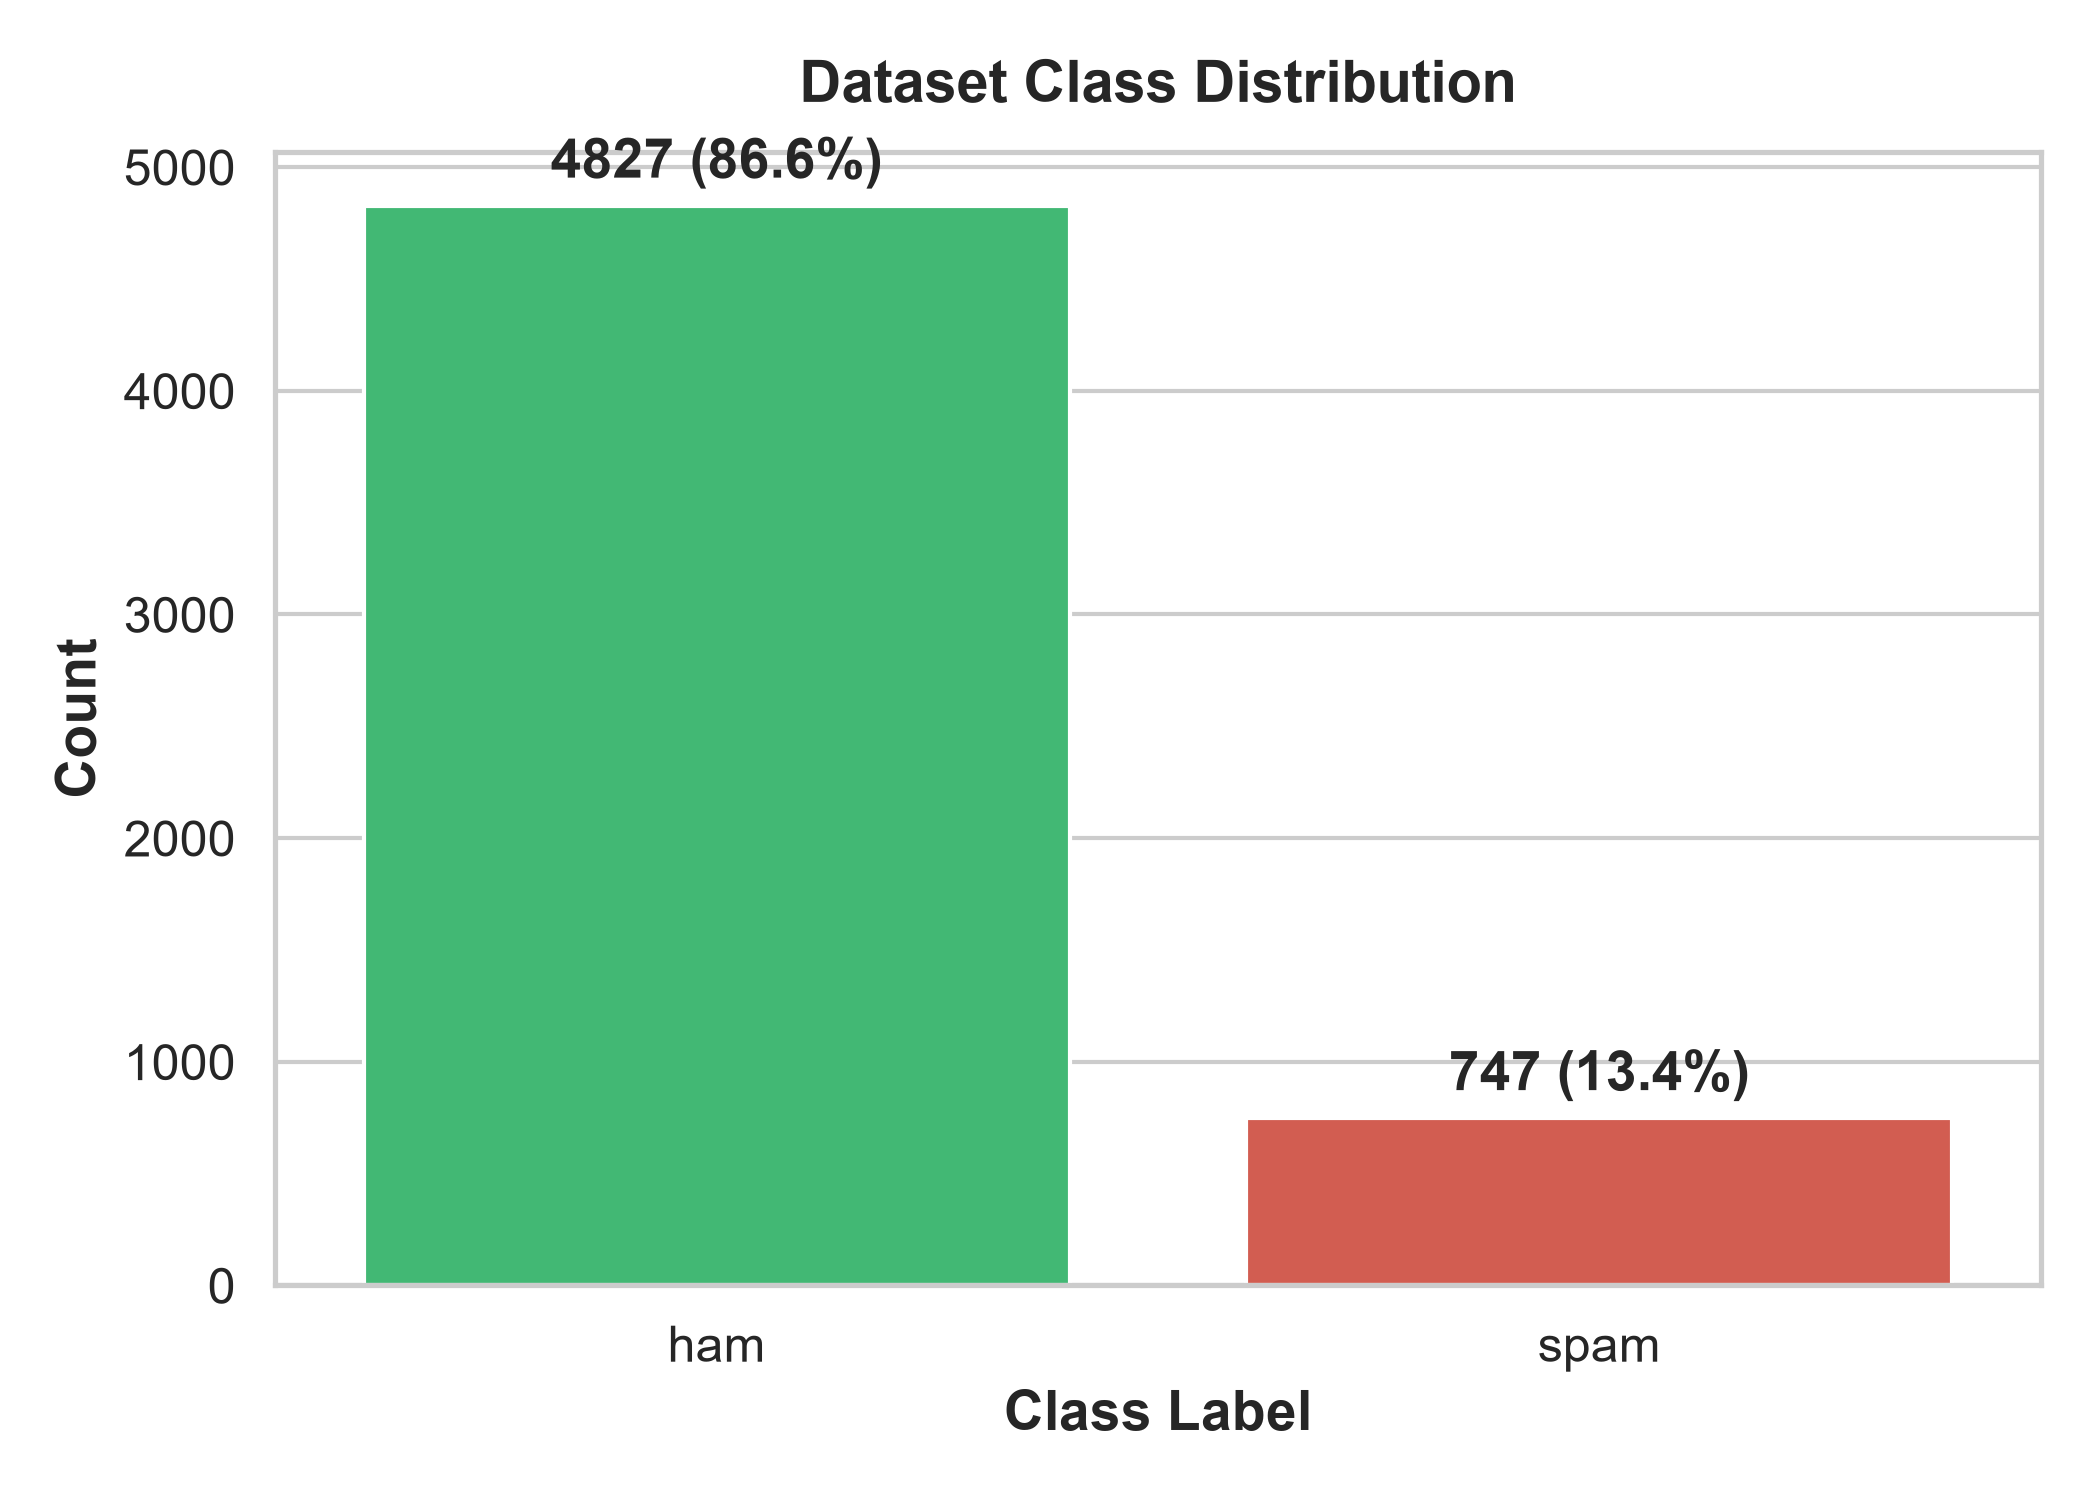 Dataset Class Distribution
4827 (86.6%)
5000
4000
3000
2000
1000
0
Count
747 (13.4%)
ham
spam
Class Label